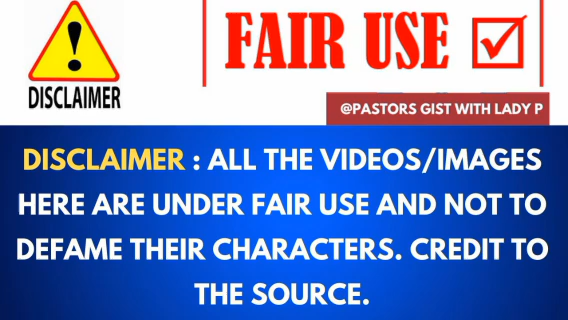 FAIR USE
DISCLAIMER
@PASTORS GIST WITH LADY P
DISCLAIMER : ALL THE VIDEOS/IMAGES
HERE ARE UNDER FAIR USE AND NOT TO
DEFAME THEIR CHARACTERS. CREDIT TO
THE SOURCE.